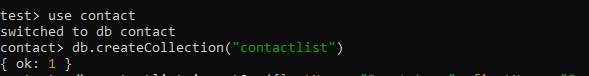 test> use contact
switched to db contact
contact> db.createCollection("contactlist")
{ ok: 1 }